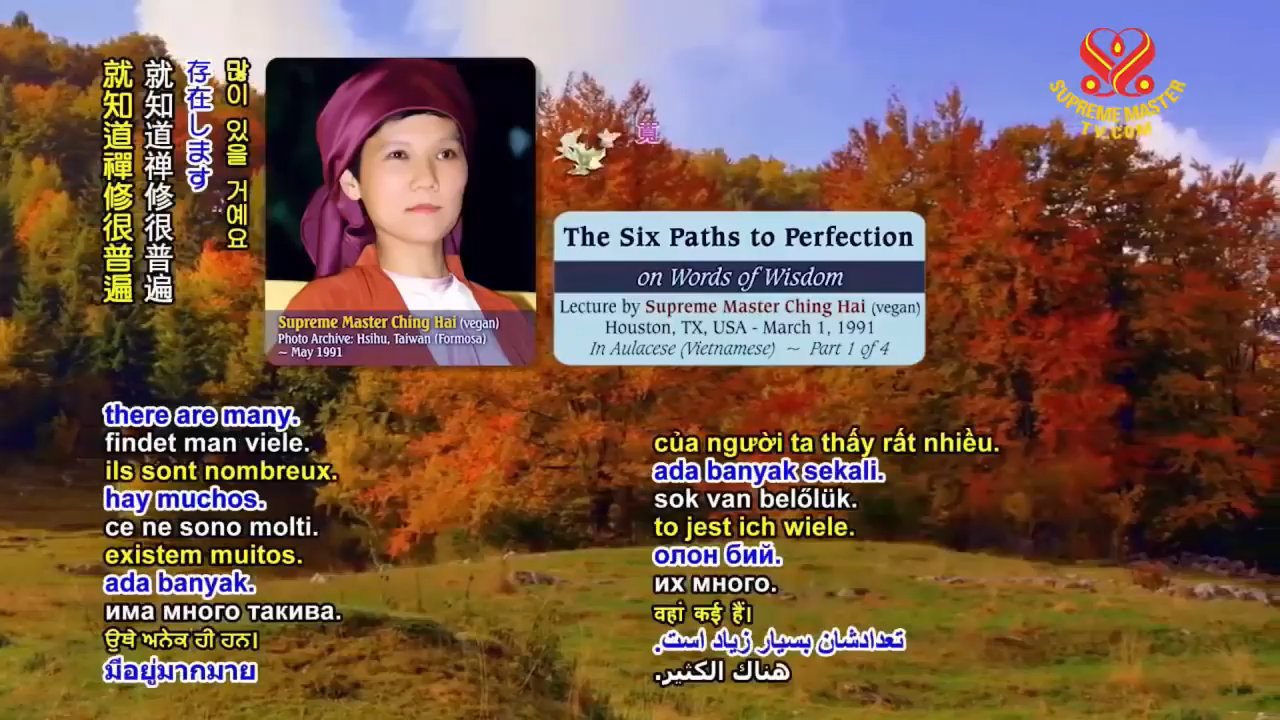 就知道禪修很普遍
就知道禅修很普遍
存在します
많이 있을 거예요
SUPREME MASTER
TV.COM
賁
Supreme Master Ching Hai (vegan)
Photo Archive: Hsihu, Taiwan (Formosa)
~ May 1991
The Six Paths to Perfection
on Words of Wisdom
Lecture by Supreme Master Ching Hai (vegan)
Houston, TX, USA - March 1, 1991
In Aulacese (Vietnamese) ~ Part 1 of 4
there are many.
findet man viele.
ils sont nombreux.
hay muchos.
ce ne sono molti.
existem muitos.
ada banyak.
има много такива.
ਉਥੇ ਅਨੇਕ ਹੀ ਹਨ।
มีอยู่มากมาย
của người ta thấy rất nhiều.
ada banyak sekali.
sok van belőlük.
to jest ich wiele.
олон бий.
их много.
वहां कई हैं।
تعدادشان بسیار زیاد است.
هناك الكثير.